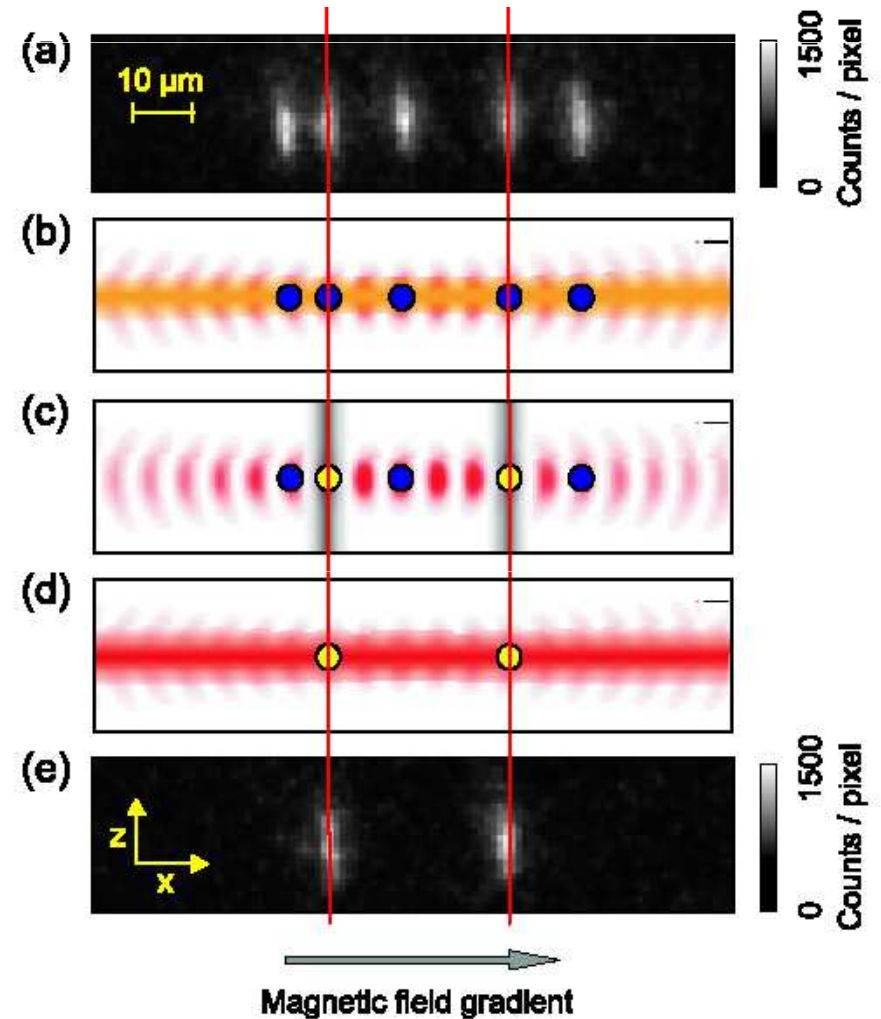 (a)
10 µm
1500
0
Counts / pixel
(b)
(c)
(d)
(e)
z
x
1500
0
Counts / pixel
Magnetic field gradient